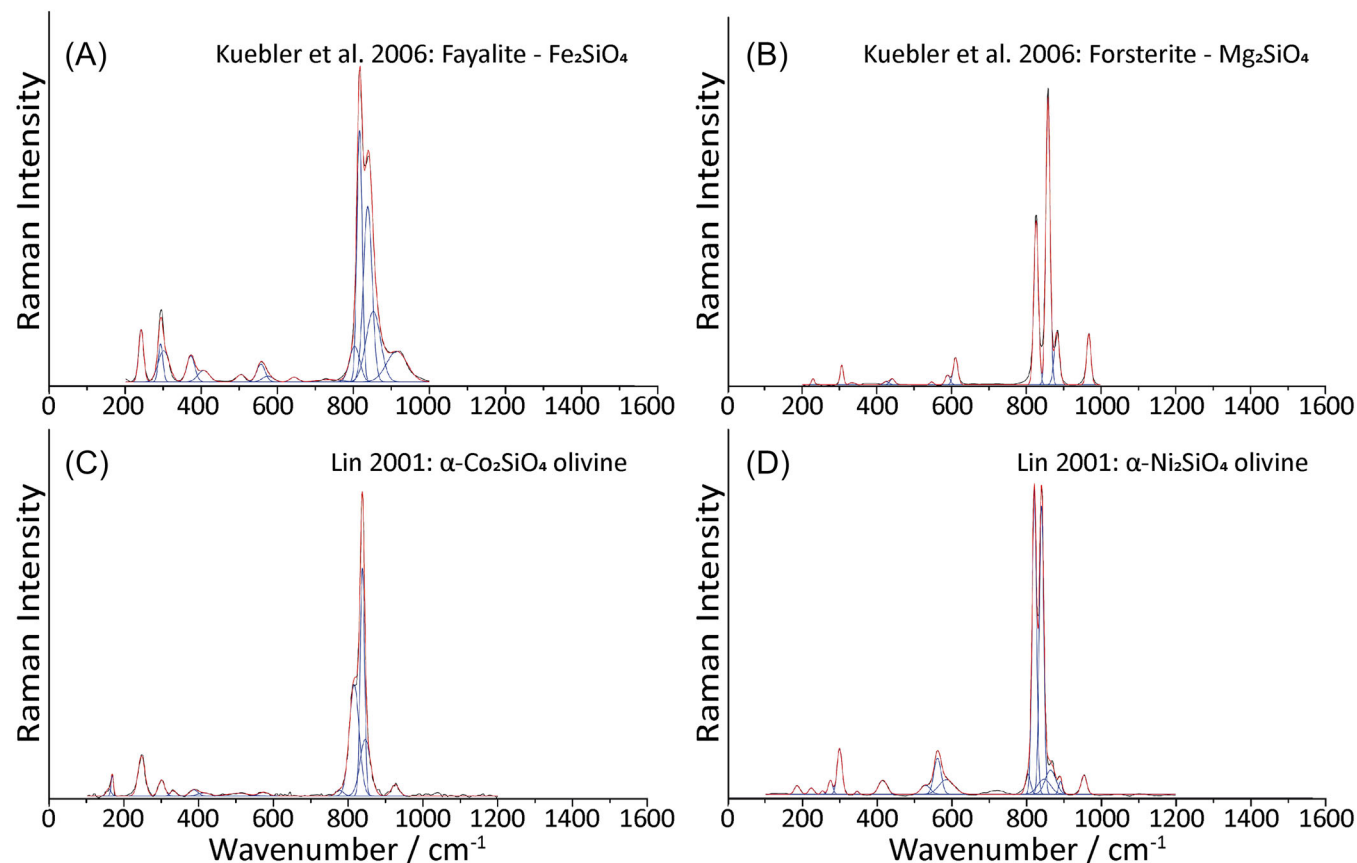 (A)
Kuebler et al. 2006: Fayalite - Fe₂SiO₄
Raman Intensity
0 200 400 600 800 1000 1200 1400 1600
(B)
Kuebler et al. 2006: Forsterite - Mg₂SiO₄
Raman Intensity
0 200 400 600 800 1000 1200 1400 1600
(C)
Lin 2001: α-Co₂SiO₄ olivine
Raman Intensity
0 200 400 600 800 1000 1200 1400 1600
Wavenumber / cm⁻¹
(D)
Lin 2001: α-Ni₂SiO₄ olivine
Raman Intensity
0 200 400 600 800 1000 1200 1400 1600
Wavenumber / cm⁻¹